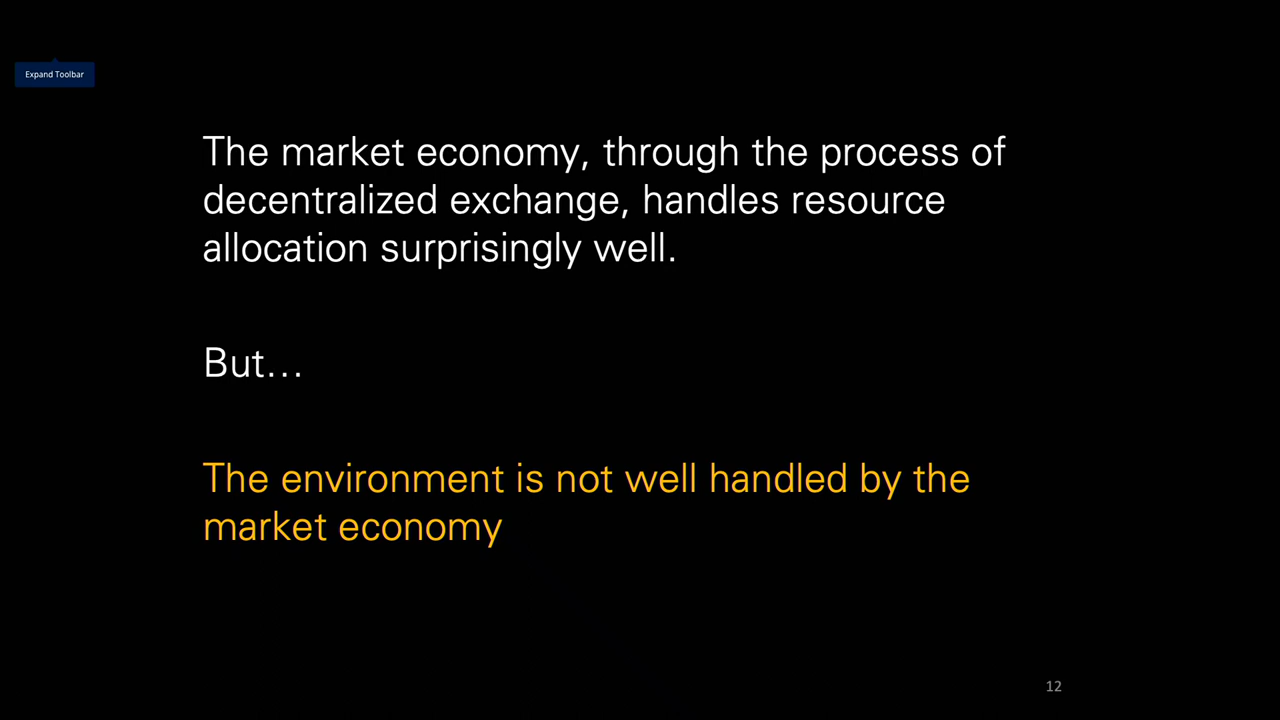 Expand Toolbar
The market economy, through the process of
decentralized exchange, handles resource
allocation surprisingly well.
But...
The environment is not well handled by the
market economy
12